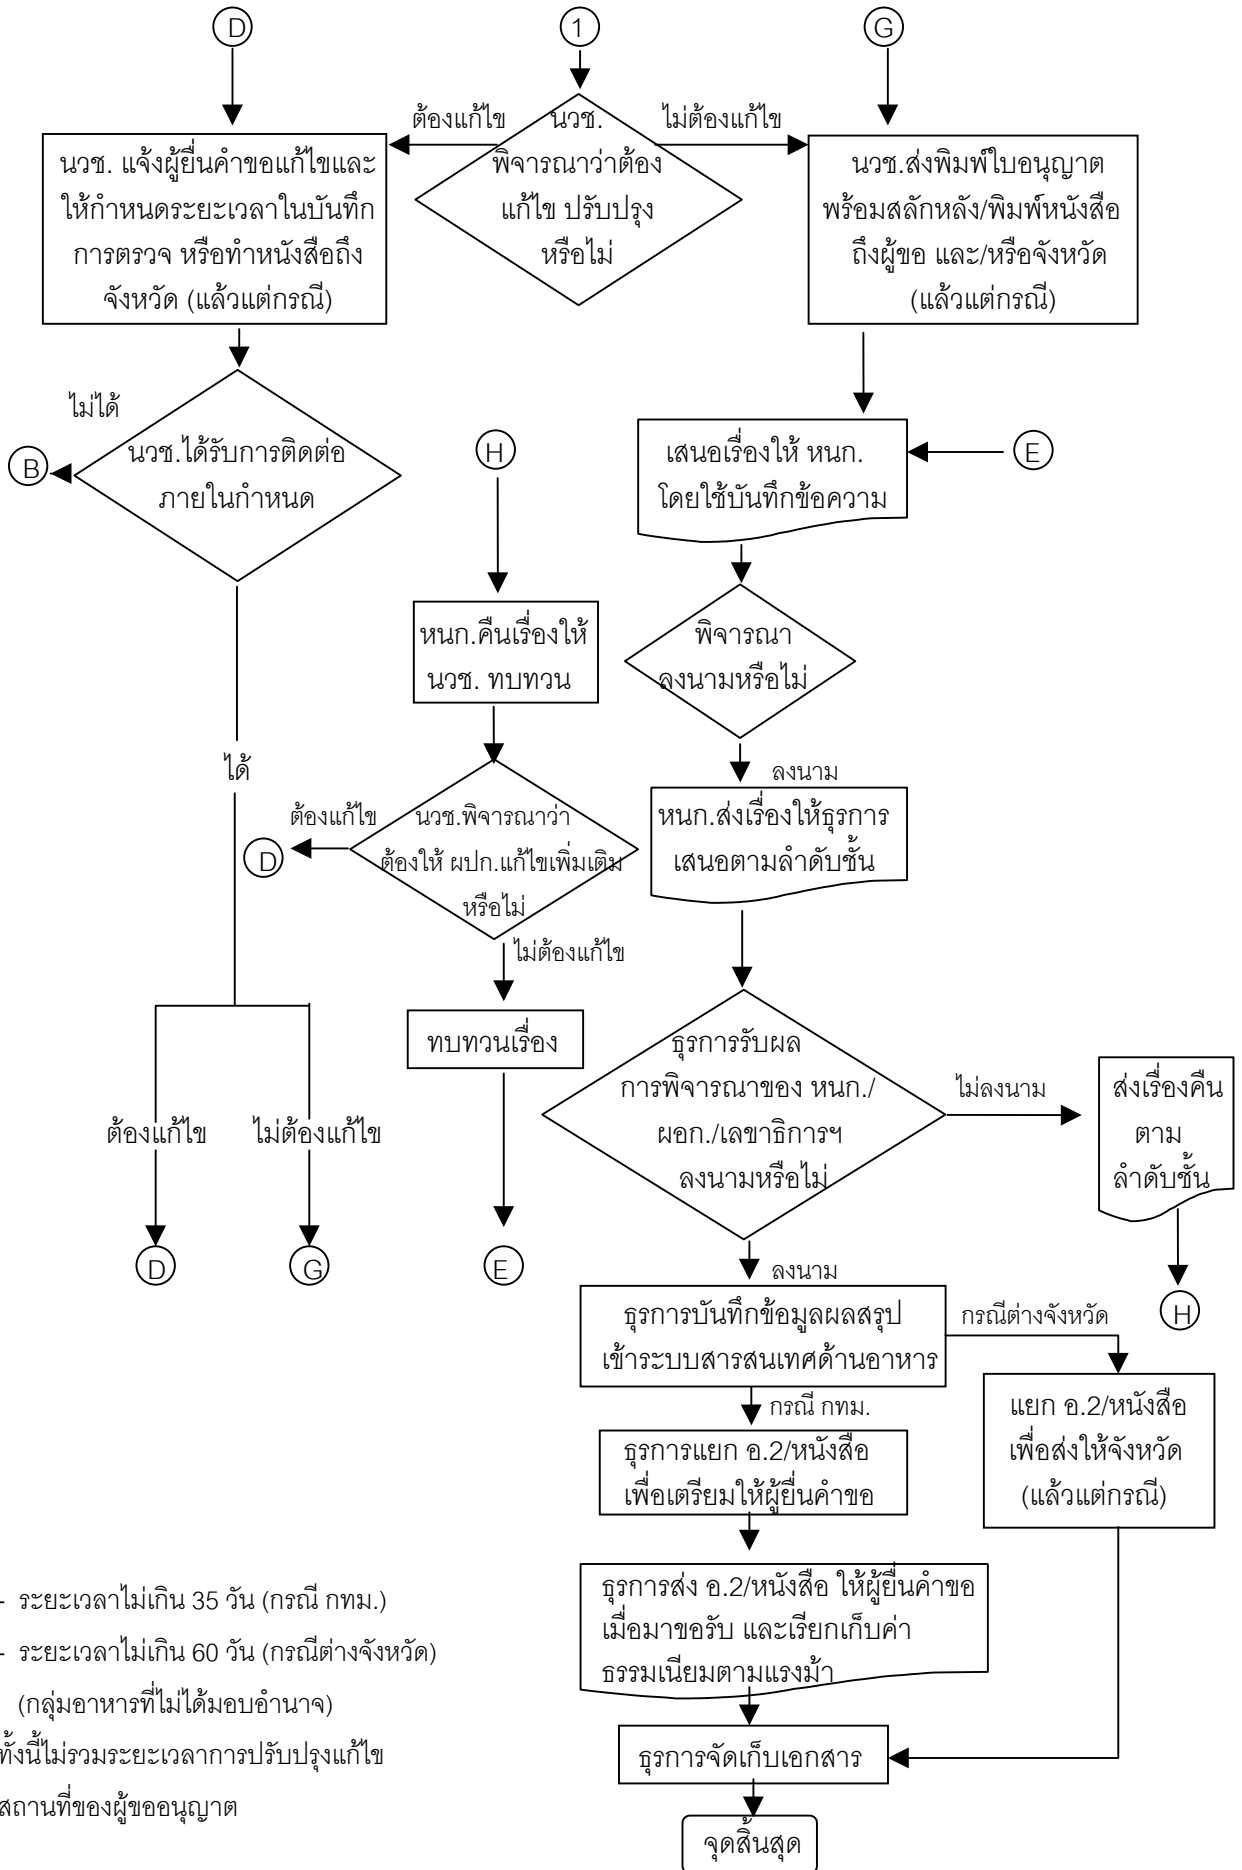 D
1
G
ต้องแก้ไข
ไม่ต้องแก้ไข
นวช.
พิจารณาว่าต้อง
แก้ไข ปรับปรุง
หรือไม่
นวช. แจ้งผู้ยื่นคำขอแก้ไขและ
ให้กำหนดระยะเวลาในบันทึก
การตรวจ หรือทำหนังสือถึง
จังหวัด (แล้วแต่กรณี)
นวช.ส่งพิมพ์ใบอนุญาต
พร้อมสลักหลัง/พิมพ์หนังสือ
ถึงผู้ขอ และ/หรือจังหวัด
(แล้วแต่กรณี)
ไม่ได้
B
นวช.ได้รับการติดต่อ
ภายในกำหนด
H
เสนอเรื่องให้ หนก.
โดยใช้บันทึกข้อความ
E
หนก.คืนเรื่องให้
นวช. ทบทวน
พิจารณา
ลงนามหรือไม่
ได้
ลงนาม
ต้องแก้ไข
D
นวช.พิจารณาว่า
ต้องให้ ผปก.แก้ไขเพิ่มเติม
หรือไม่
หนก.ส่งเรื่องให้ธุรการ
เสนอตามลำดับชั้น
ไม่ต้องแก้ไข
ทบทวนเรื่อง
ธุรการรับผล
การพิจารณาของ หนก./
ผอก./เลขาธิการฯ
ลงนามหรือไม่
ไม่ลงนาม
ส่งเรื่องคืน
ตาม
ลำดับชั้น
ต้องแก้ไข
ไม่ต้องแก้ไข
D
G
E
ลงนาม
H
ธุรการบันทึกข้อมูลผลสรุป
เข้าระบบสารสนเทศด้านอาหาร
กรณีต่างจังหวัด
กรณี กทม.
ธุรการแยก อ.2/หนังสือ
เพื่อเตรียมให้ผู้ยื่นคำขอ
แยก อ.2/หนังสือ
เพื่อส่งให้จังหวัด
(แล้วแต่กรณี)
ธุรการส่ง อ.2/หนังสือ ให้ผู้ยื่นคำขอ
เมื่อมาขอรับ และเรียกเก็บค่า
ธรรมเนียมตามแรงม้า
- ระยะเวลาไม่เกิน 35 วัน (กรณี กทม.)
- ระยะเวลาไม่เกิน 60 วัน (กรณีต่างจังหวัด)
(กลุ่มอาหารที่ไม่ได้มอบอำนาจ)
ทั้งนี้ไม่รวมระยะเวลาการปรับปรุงแก้ไข
สถานที่ของผู้ขออนุญาต
ธุรการจัดเก็บเอกสาร
จุดสิ้นสุด